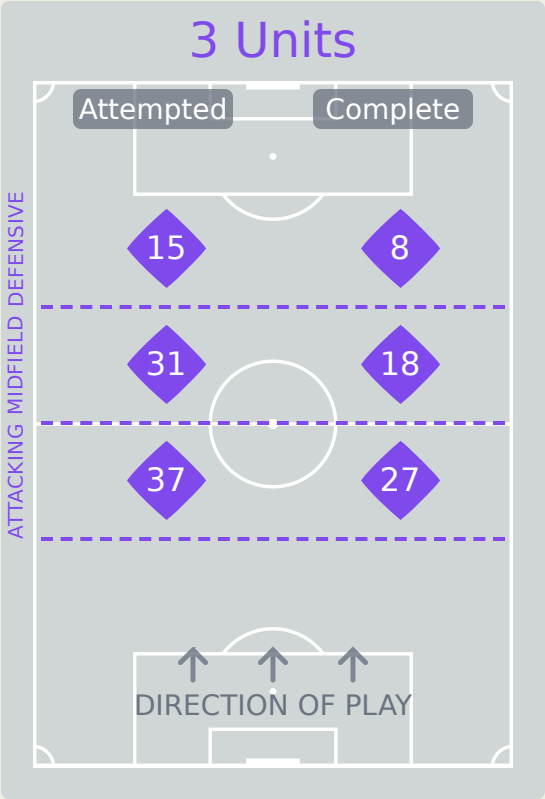 3 Units
Attempted Complete
15 8
31 18
37 27
ATTACKING MIDFIELD DEFENSIVE
DIRECTION OF PLAY